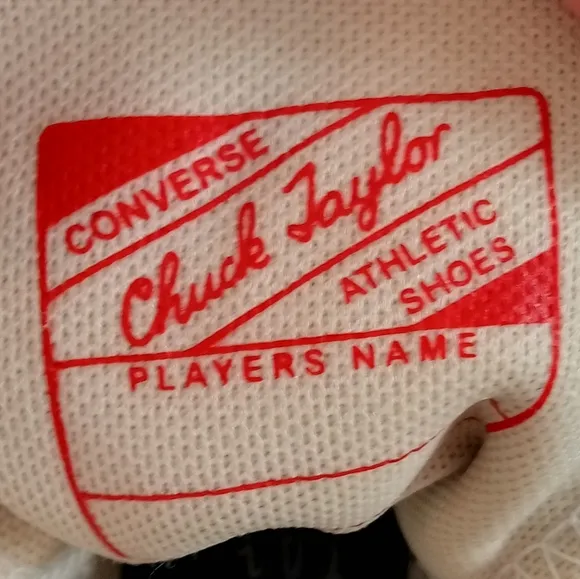 CONVERSE
Chuck Taylor
ATHLETIC
SHOES
PLAYERS NAME